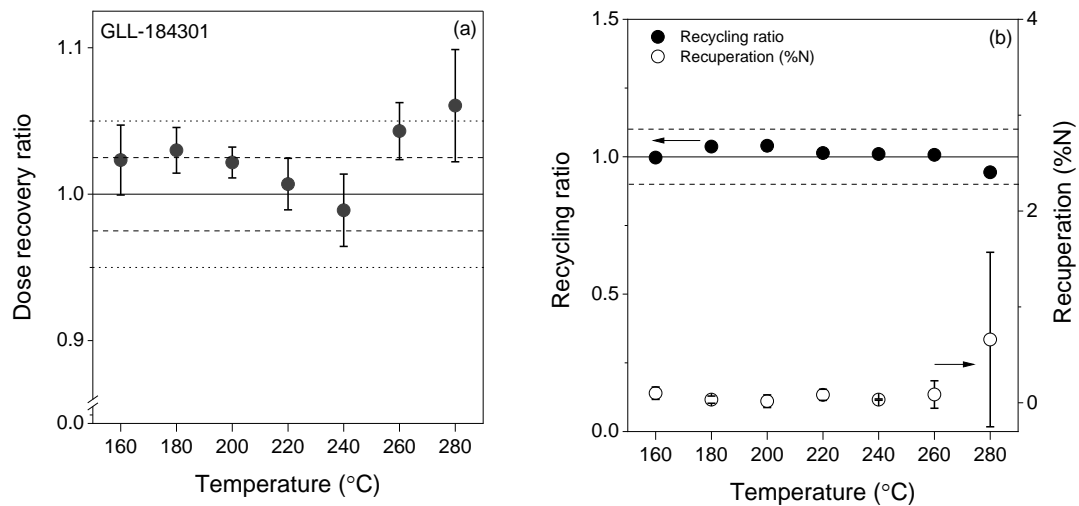 GLL-184301
(a)
1.1
1.0
0.9
0.0
Dose recovery ratio
160 180 200 220 240 260 280
Temperature (°C)
(b)
Recycling ratio
Recuperation (%N)
1.5
1.0
0.5
0.0
Recycling ratio
4
2
0
Recuperation (%N)
160 180 200 220 240 260 280
Temperature (°C)